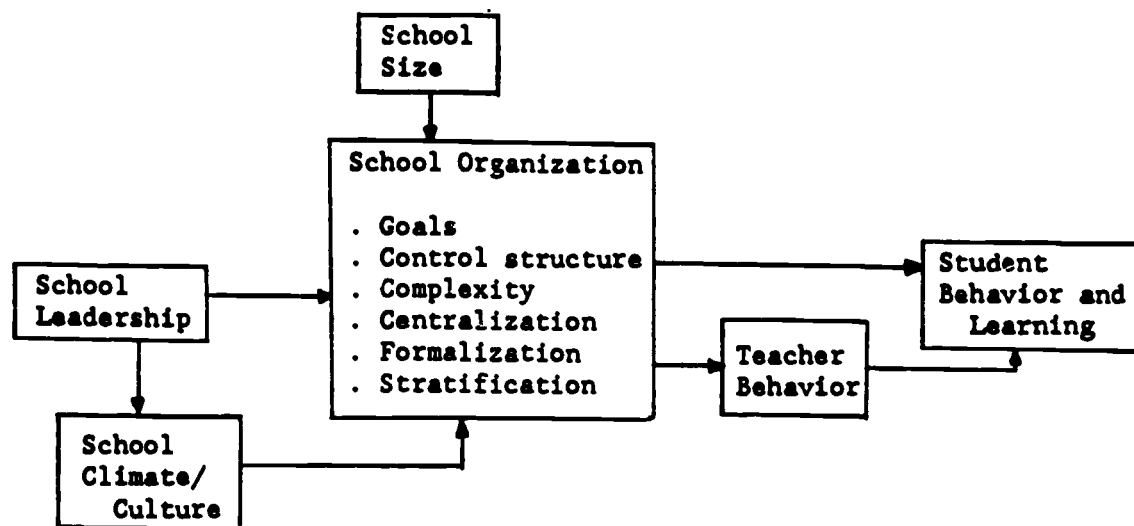 School
Size
School Organization
. Goals
. Control structure
. Complexity
. Centralization
. Formalization
. Stratification
School
Leadership
School
Climate/
Culture
Teacher
Behavior
Student
Behavior and
Learning